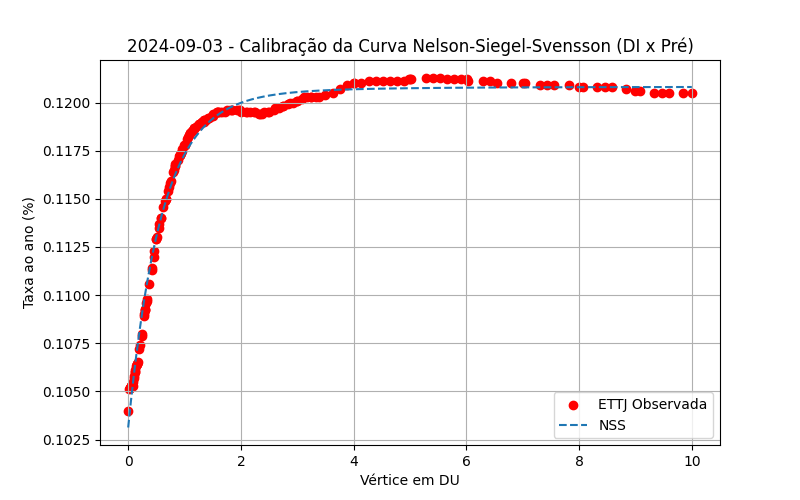 2024-09-03 - Calibração da Curva Nelson-Siegel-Svensson (DI x Pré)
Taxa ao ano (%)
0.1200
0.1175
0.1150
0.1125
0.1100
0.1075
0.1050
0.1025
ETTJ Observada
NSS
0 2 4 6 8 10
Vértice em DU